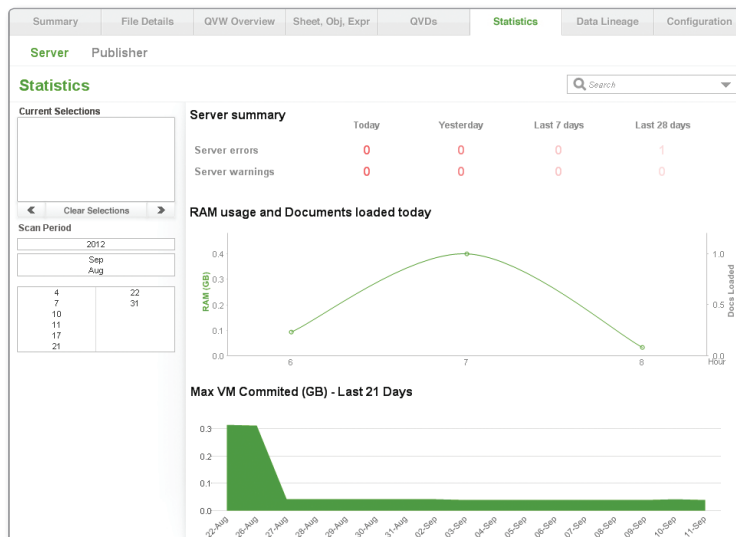 Summary File Details QVW Overview Sheet, Obj, Expr QVDs Statistics Data Lineage Configuration
Server Publisher
Statistics
Search
Current Selections
Clear Selections
Scan Period
2012
Sep
Aug
4 22
7 31
10
11
17
21
Server summary
Today Yesterday Last 7 days Last 28 days
Server errors 0 0 0 1
Server warnings 0 0 0 0
RAM usage and Documents loaded today
RAM (GB)
0.4
0.3
0.2
0.1
0.0
6 7 8 Hour
1.0
0.5
0.0
Docs Loaded
Max VM Commited (GB) - Last 21 Days
0.3
0.2
0.1
0.0
22-Aug 26-Aug 27-Aug 28-Aug 29-Aug 30-Aug 31-Aug 02-Sep 03-Sep 04-Sep 05-Sep 06-Sep 07-Sep 08-Sep 09-Sep 10-Sep 11-Sep